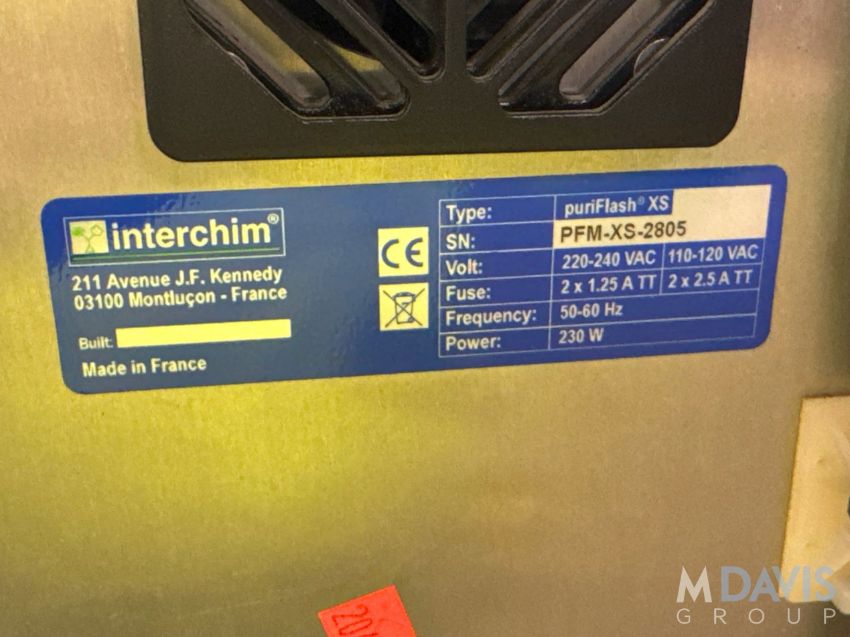 interchim®
211 Avenue J.F. Kennedy
03100 Montluçon - France
Built:
Made in France
CE
Type: puriFlash® XS
SN: PFM-XS-2805
Volt: 220-240 VAC 110-120 VAC
Fuse: 2 x 1.25 A TT 2 x 2.5 A TT
Frequency: 50-60 Hz
Power: 230 W
M DAVIS
GROUP